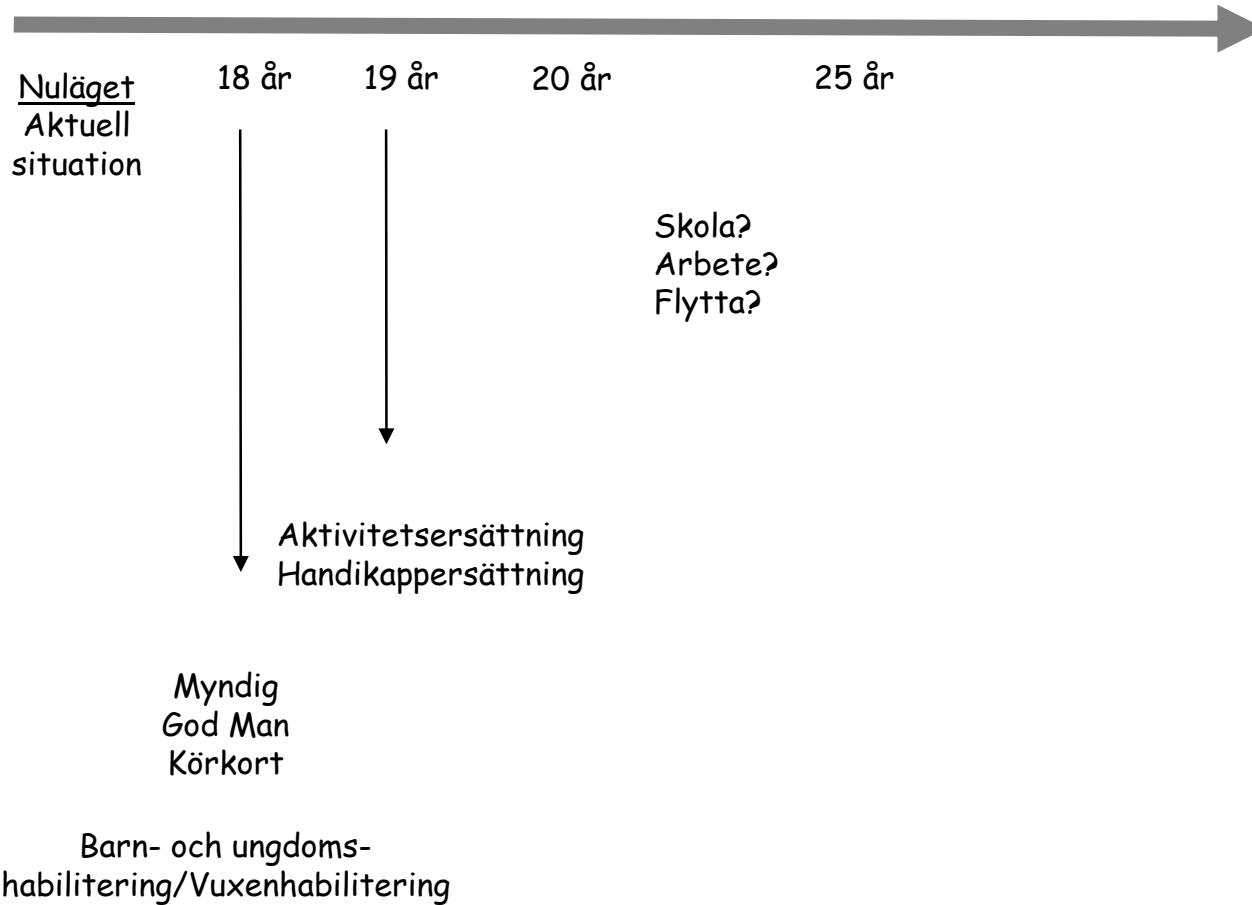 Nuläget
Aktuell
situation
18 år
19 år
20 år
25 år
Skola?
Arbete?
Flytta?
Aktivitetsersättning
Handikappersättning
Myndig
God Man
Körkort
Barn- och ungdoms-
habilitering/Vuxenhabilitering